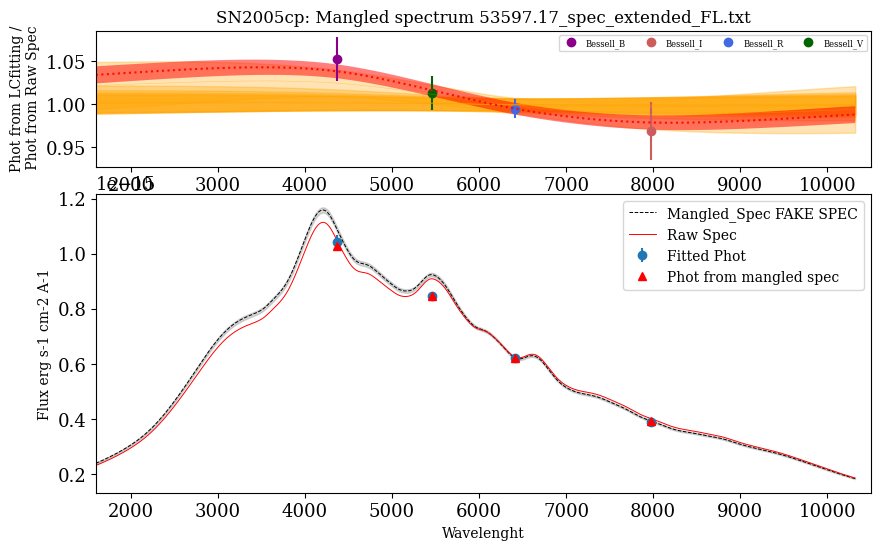 SN2005cp: Mangled spectrum 53597.17_spec_extended_FL.txt
Phot from LCfitting /
Phot from Raw Spec
1.05
1.00
0.95
Bessell_B
Bessell_I
Bessell_R
Bessell_V
2000 3000 4000 5000 6000 7000 8000 9000 10000
1e−15
Flux erg s-1 cm-2 A-1
1.2
1.0
0.8
0.6
0.4
0.2
Mangled_Spec FAKE SPEC
Raw Spec
Fitted Phot
Phot from mangled spec
2000 3000 4000 5000 6000 7000 8000 9000 10000
Wavelenght